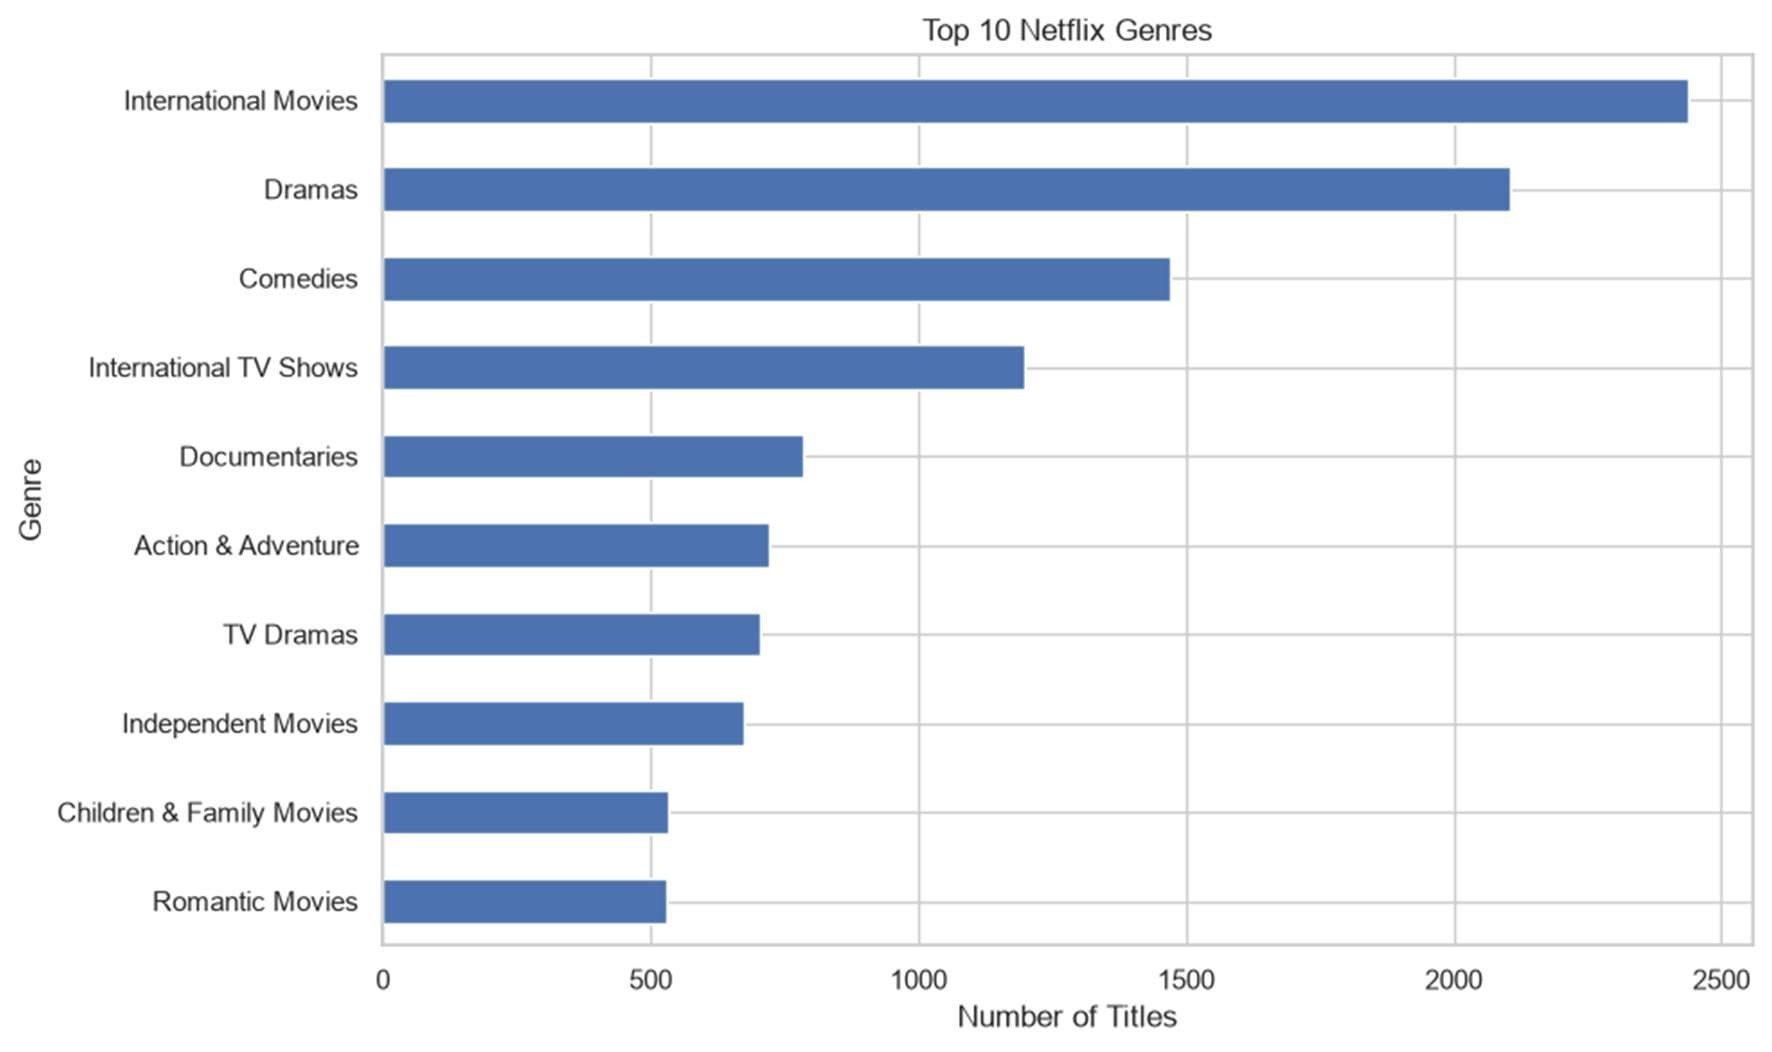 Top 10 Netflix Genres
International Movies
Dramas
Comedies
International TV Shows
Documentaries
Action & Adventure
TV Dramas
Independent Movies
Children & Family Movies
Romantic Movies
Genre
0 500 1000 1500 2000 2500
Number of Titles